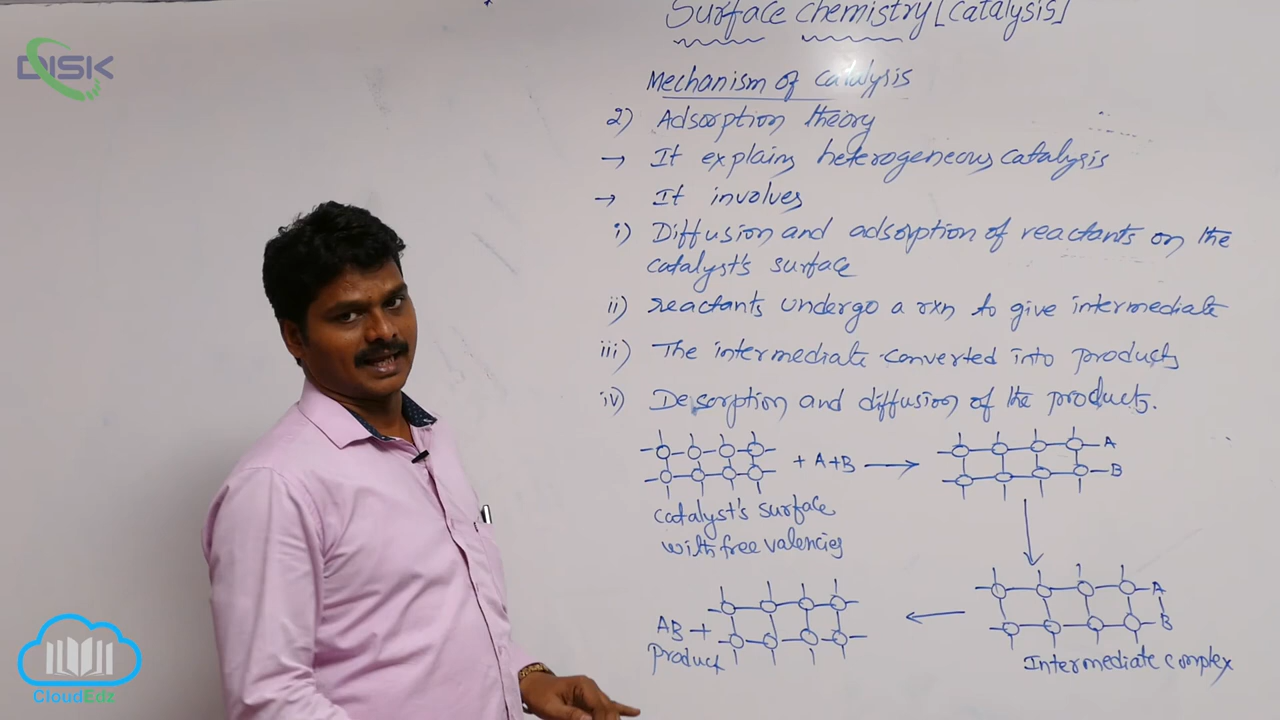 DISK
Surface chemistry [catalysis]
Mechanism of catalysis
2) Adsorption theory
→ It explains heterogeneous catalysis
→ It involves
i) Diffusion and adsorption of reactants on the
catalyst's surface
ii) reactants undergo a rxn to give intermediate
iii) The intermediate converted into products
iv) Desorption and diffusion of the products.
+ A+B →
A
B
catalyst's surface
with free valencies
A
B
Intermediate complex
←
AB +
Product
CloudEdz